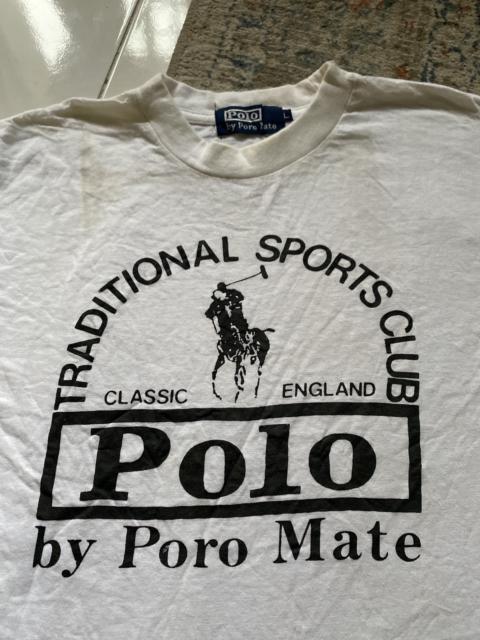 Polo
by Poro Mate
L
TRADITIONAL SPORTS CLUB
CLASSIC ENGLAND
Polo
by Poro Mate